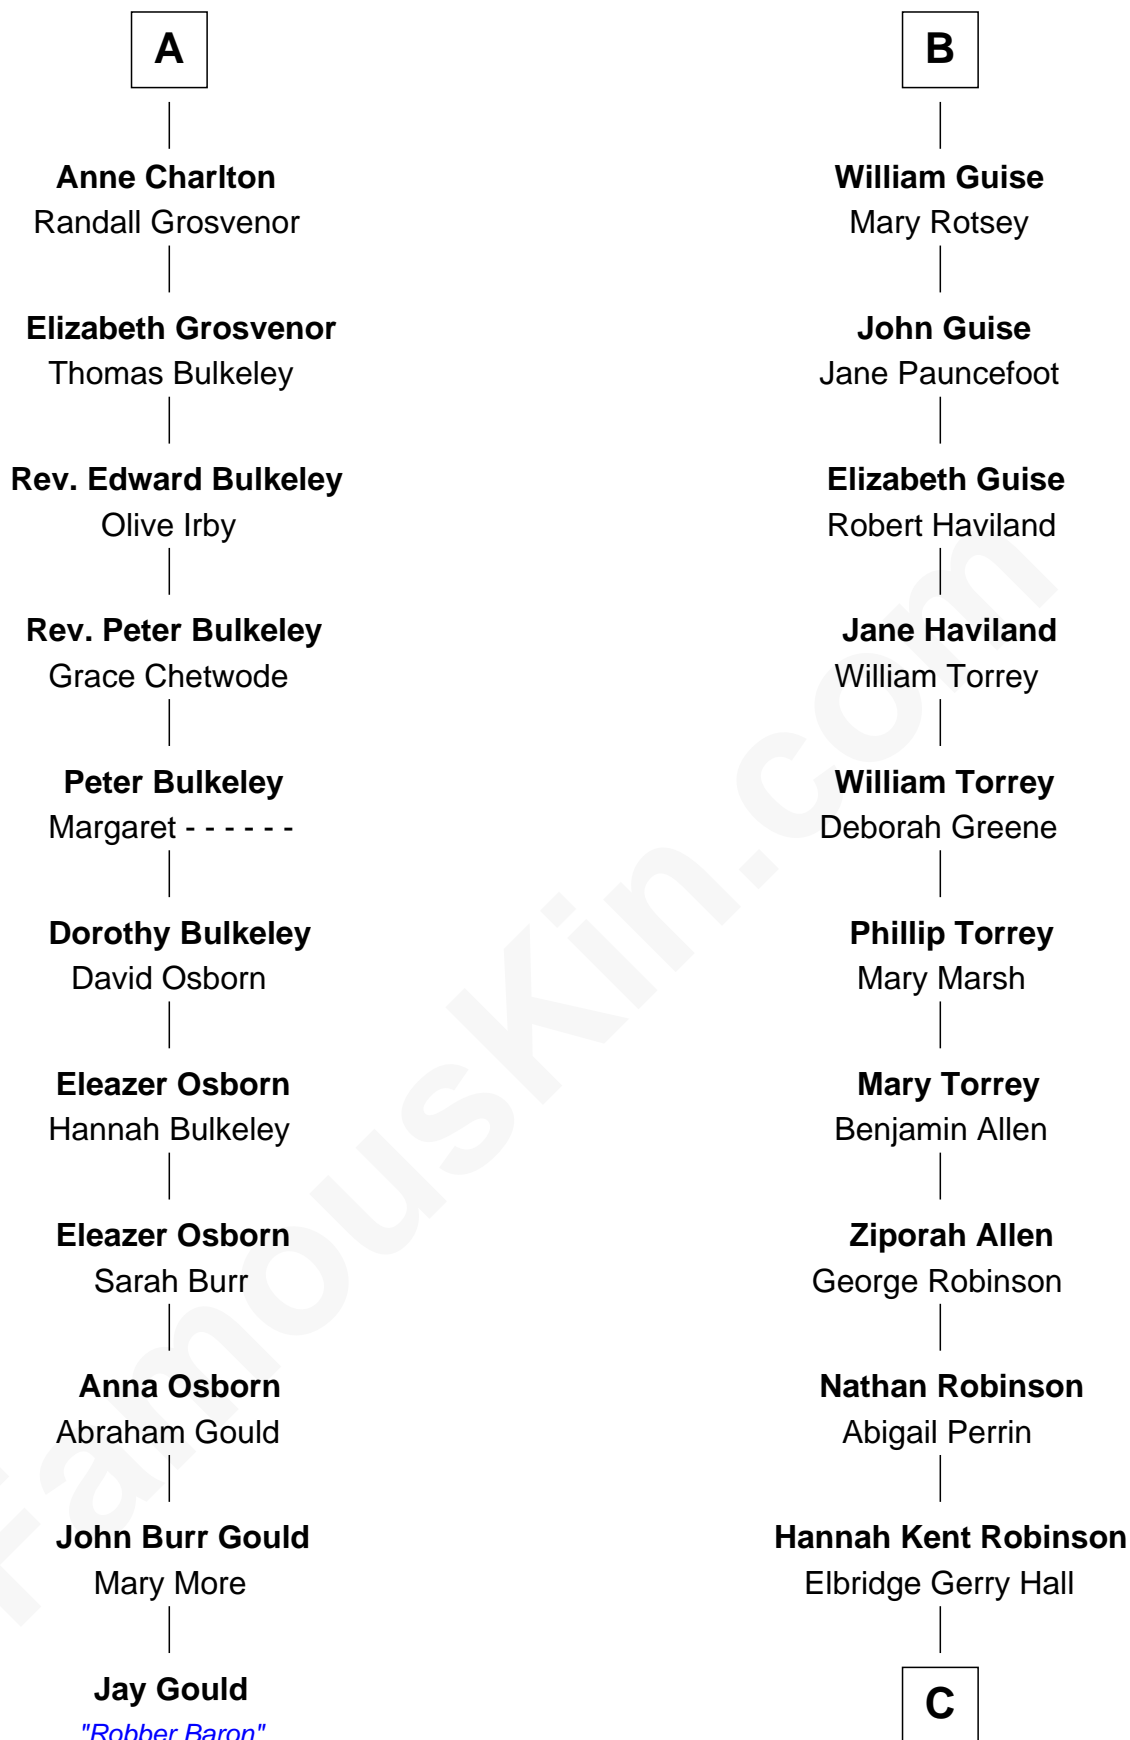 A
Anne Charlton
Randall Grosvenor
Elizabeth Grosvenor
Thomas Bulkeley
Rev. Edward Bulkeley
Olive Irby
Rev. Peter Bulkeley
Grace Chetwode
Peter Bulkeley
Margaret - - - - - -
Dorothy Bulkeley
David Osborn
Eleazer Osborn
Hannah Bulkeley
Eleazer Osborn
Sarah Burr
Anna Osborn
Abraham Gould
John Burr Gould
Mary More
Jay Gould
"Robber Baron"
B
William Guise
Mary Rotsey
John Guise
Jane Pauncefoot
Elizabeth Guise
Robert Haviland
Jane Haviland
William Torrey
William Torrey
Deborah Greene
Phillip Torrey
Mary Marsh
Mary Torrey
Benjamin Allen
Ziporah Allen
George Robinson
Nathan Robinson
Abigail Perrin
Hannah Kent Robinson
Elbridge Gerry Hall
C
FamousKin.com